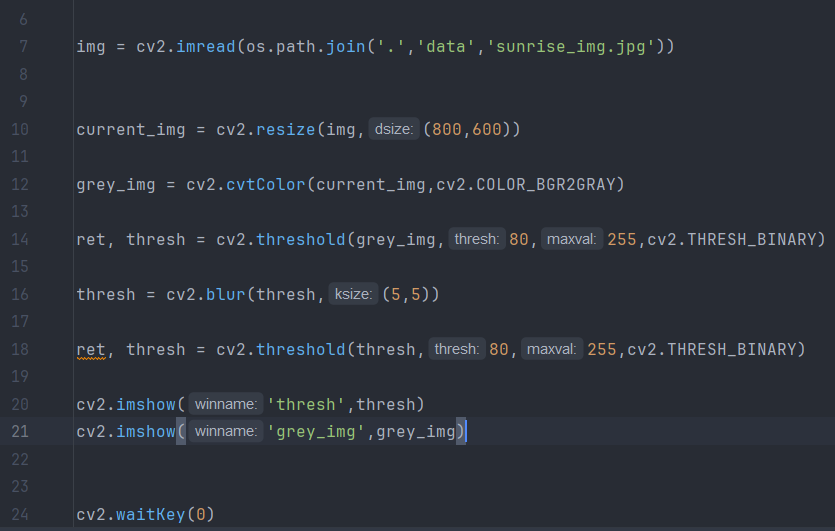 6
7 img = cv2.imread(os.path.join('.','data','sunrise_img.jpg'))
8
9
10 current_img = cv2.resize(img, dsize: (800,600))
11
12 grey_img = cv2.cvtColor(current_img,cv2.COLOR_BGR2GRAY)
13
14 ret, thresh = cv2.threshold(grey_img, thresh: 80, maxval: 255,cv2.THRESH_BINARY)
15
16 thresh = cv2.blur(thresh, ksize: (5,5))
17
18 ret, thresh = cv2.threshold(thresh, thresh: 80, maxval: 255,cv2.THRESH_BINARY)
19
20 cv2.imshow( winname: 'thresh',thresh)
21 cv2.imshow( winname: 'grey_img',grey_img)
22
23
24 cv2.waitKey(0)